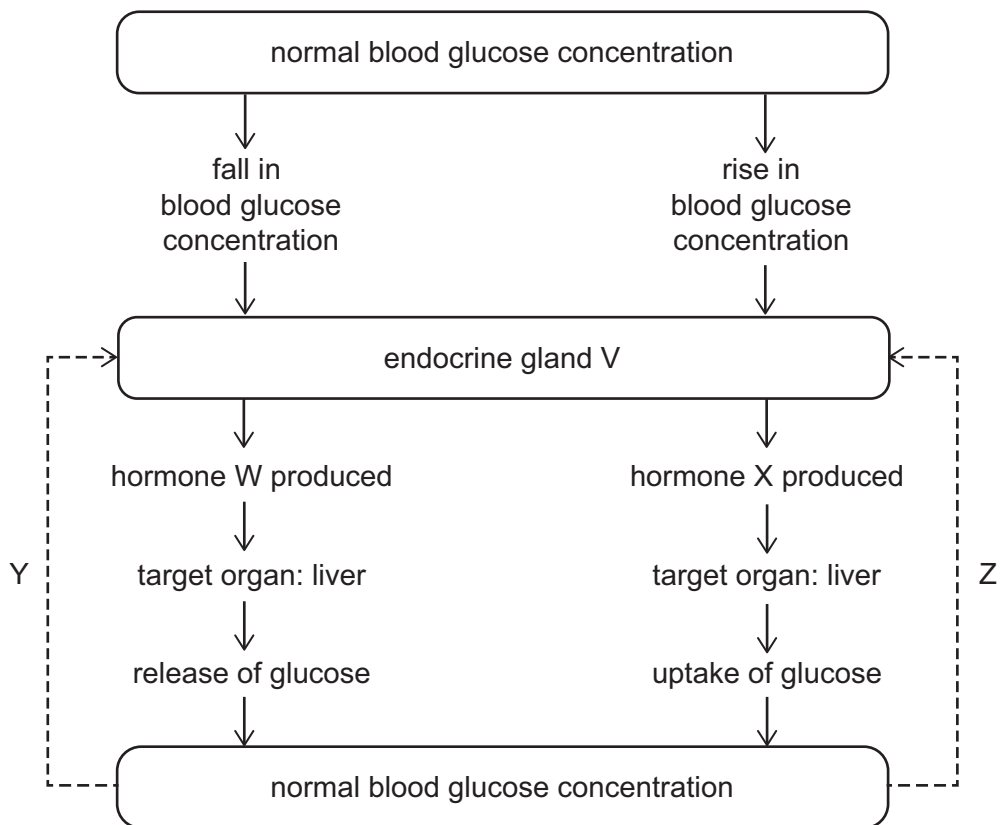 normal blood glucose concentration
fall in
blood glucose
concentration
rise in
blood glucose
concentration
endocrine gland V
hormone W produced
hormone X produced
Y
target organ: liver
target organ: liver
Z
release of glucose
uptake of glucose
normal blood glucose concentration